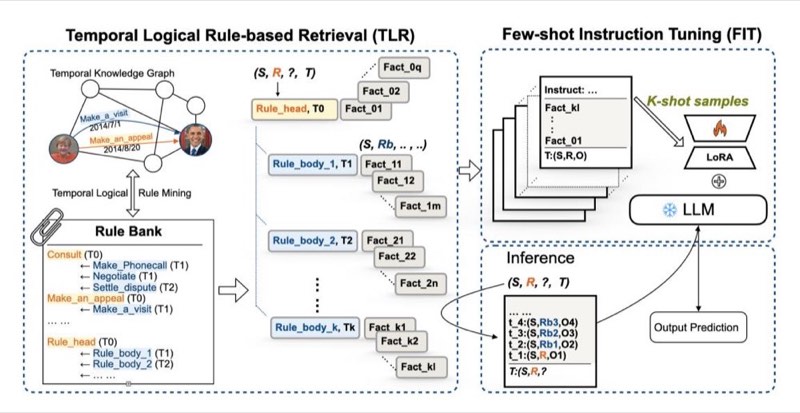 Temporal Logical Rule-based Retrieval (TLR)
Temporal Knowledge Graph
Make_a_visit
2014/7/1
Make_an_appeal
2014/8/20
Temporal Logical Rule Mining
Rule Bank
Consult (T0)
← Make_Phonecall (T1)
← Negotiate (T1)
← Settle_dispute (T2)
Make_an_appeal (T0)
← Make_a_visit (T1)
... ...
Rule_head (T0)
← Rule_body_1 (T1)
← Rule_body_2 (T2)
← ... ...
(S, R, ?, T)
Fact_0q
Fact_02
Rule_head, T0 Fact_01
(S, Rb, .. , ..)
Rule_body_1, T1 Fact_11
Fact_12
Fact_1m
Rule_body_2, T2 Fact_21
Fact_22
Fact_2n
Rule_body_k, Tk Fact_k1
Fact_k2
Fact_kl
Few-shot Instruction Tuning (FIT)
Instruct: ...
Fact_kl
Fact_01
T:(S,R,O)
K-shot samples
LoRA
LLM
Inference
(S, R, ?, T)
... ...
t_4:(S,Rb3,O4)
t_3:(S,Rb2,O3)
t_2:(S,Rb1,O2)
t_1:(S,R,O1)
T:(S,R,?
Output Prediction